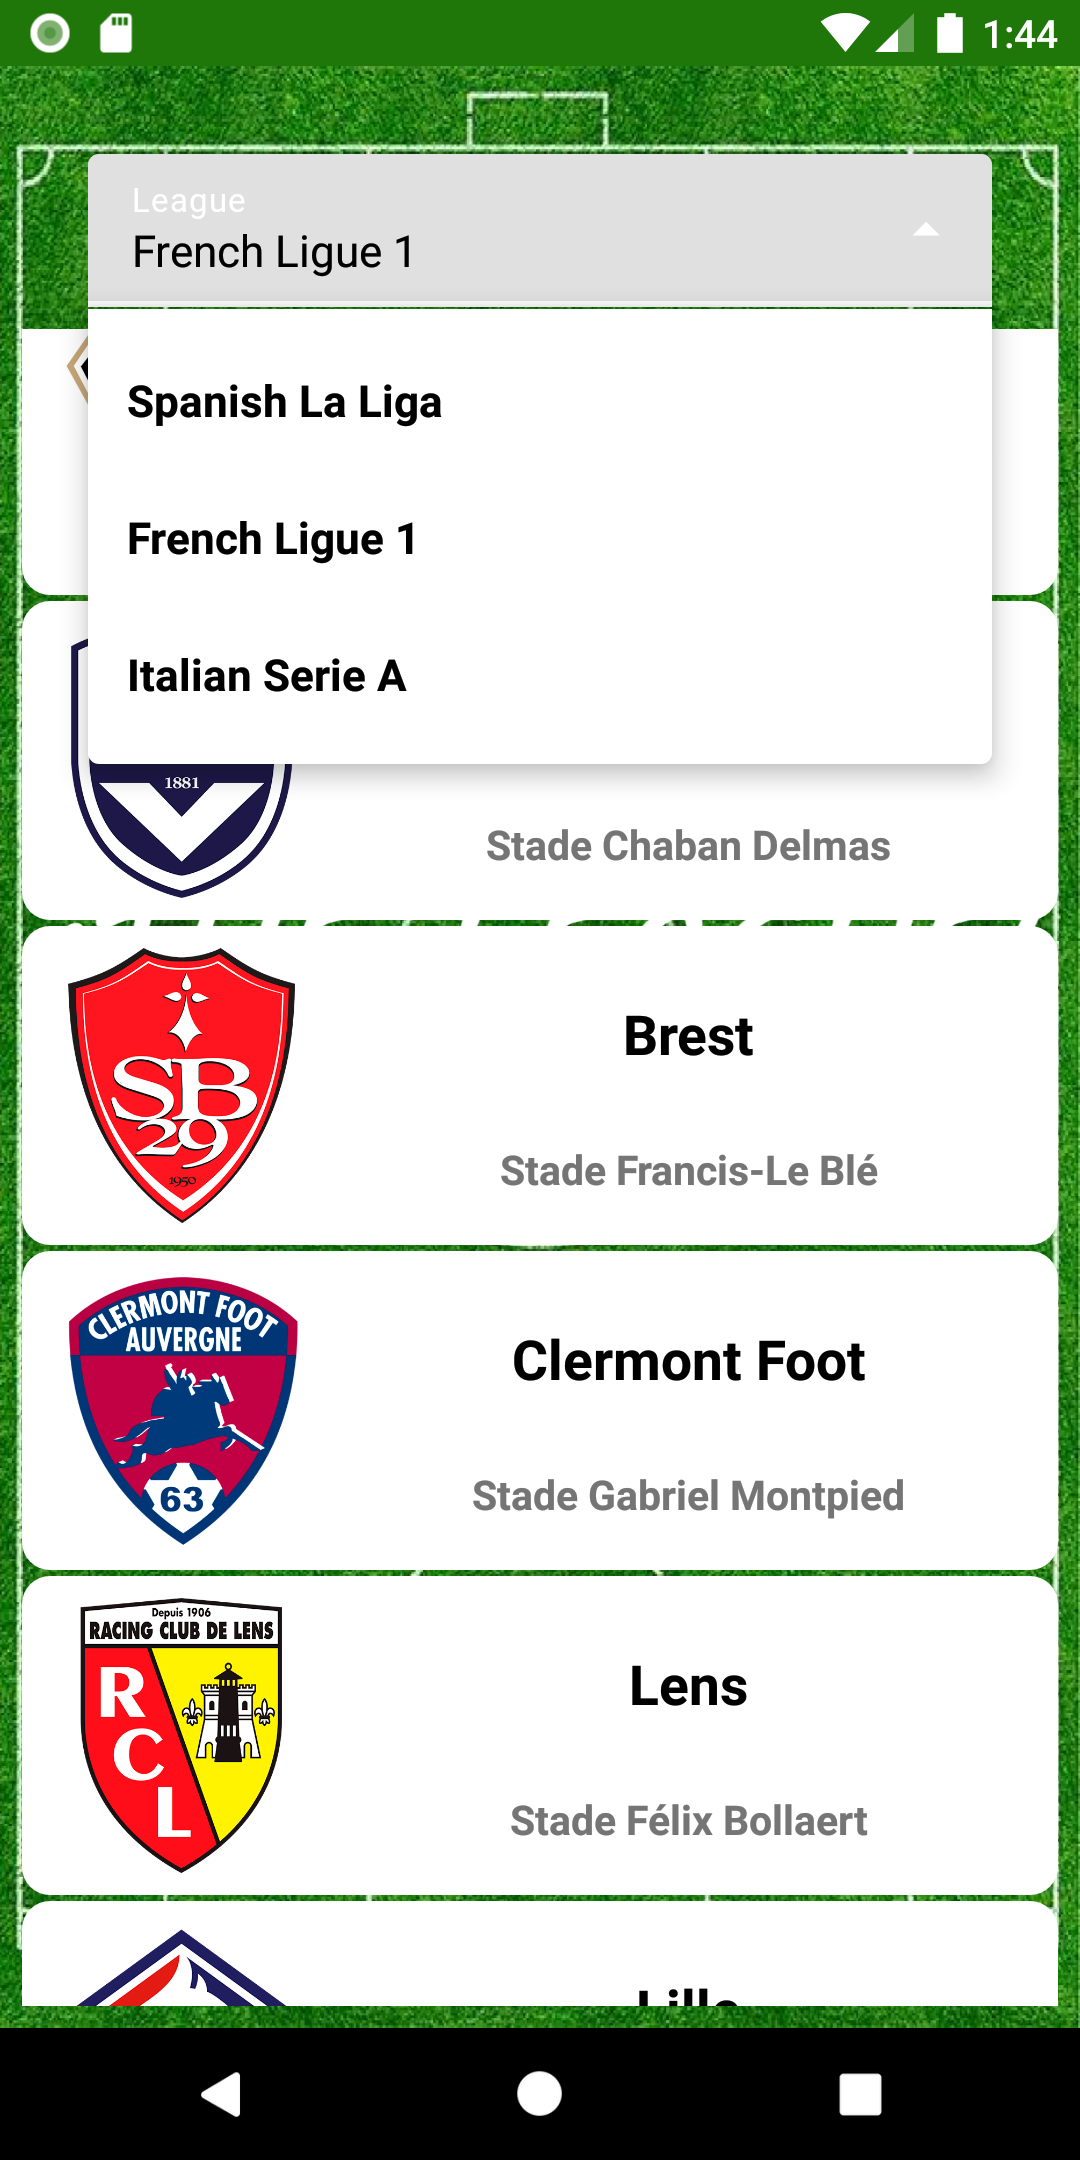 1:44
League
French Ligue 1
Spanish La Liga
French Ligue 1
Italian Serie A
1881
Stade Chaban Delmas
SB
29
1950
Brest
Stade Francis-Le Blé
CLERMONT FOOT
AUVERGNE
63
Clermont Foot
Stade Gabriel Montpied
Depuis 1906
RACING CLUB DE LENS
R
C
L
Lens
Stade Félix Bollaert
Lille